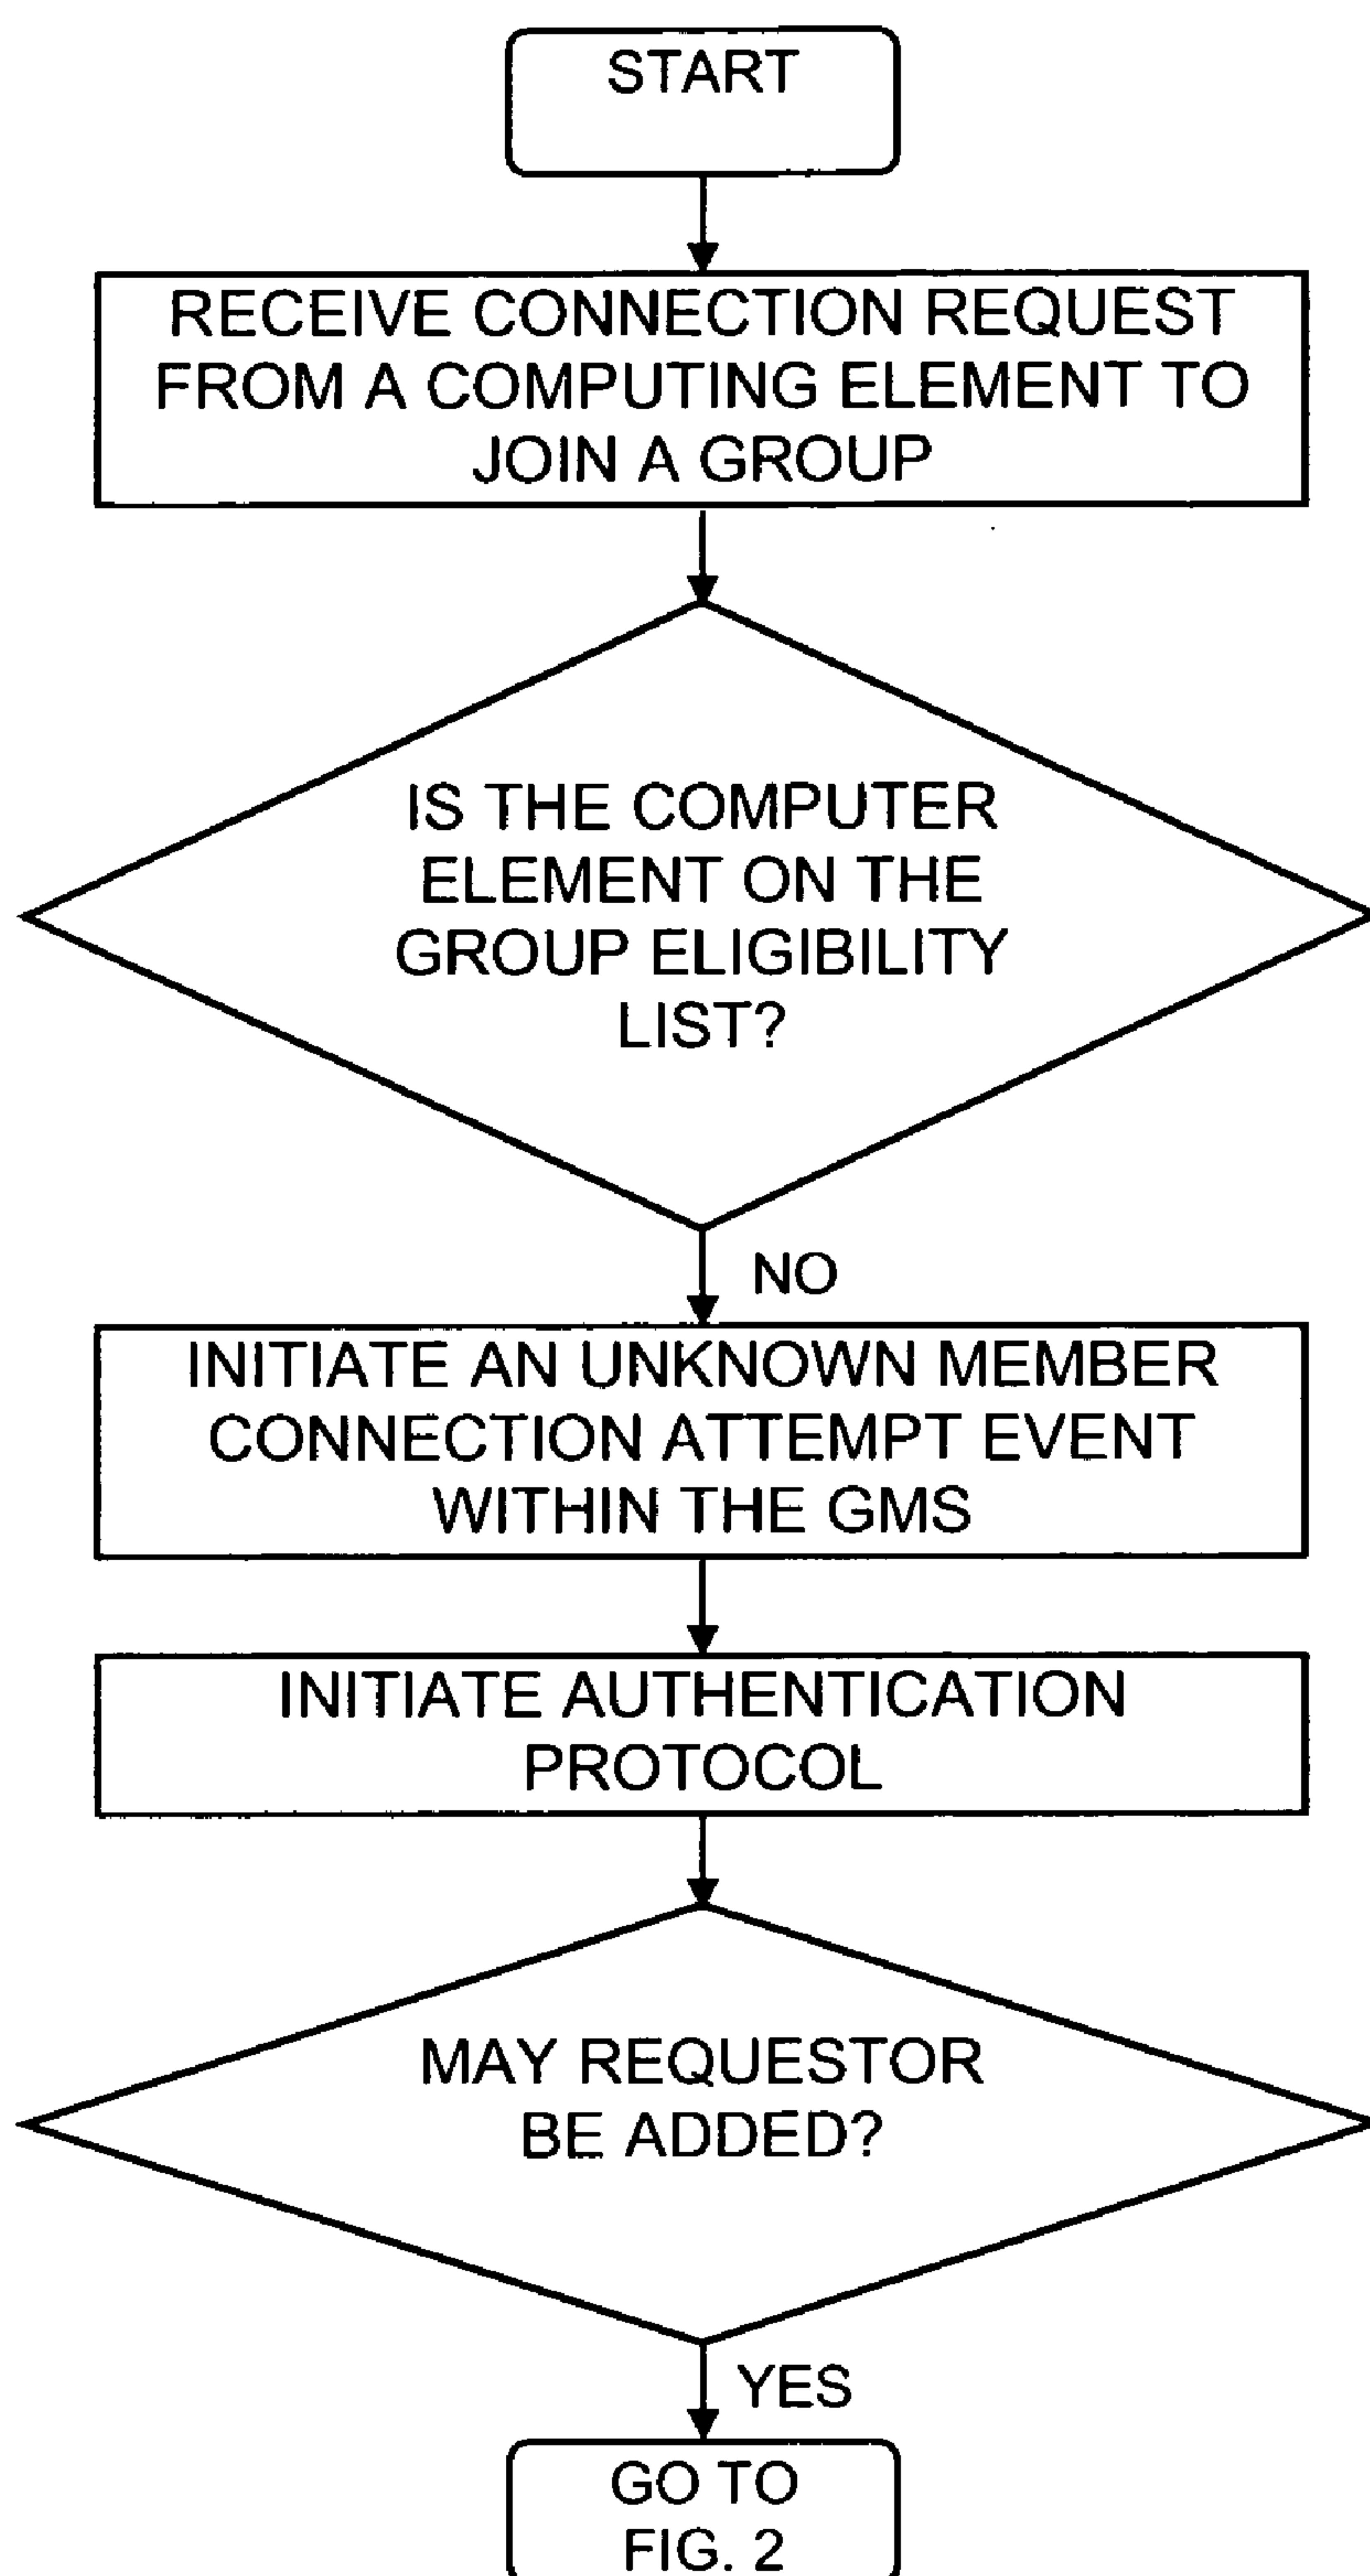 START
RECEIVE CONNECTION REQUEST
FROM A COMPUTING ELEMENT TO
JOIN A GROUP
IS THE COMPUTER
ELEMENT ON THE
GROUP ELIGIBILITY
LIST?
NO
INITIATE AN UNKNOWN MEMBER
CONNECTION ATTEMPT EVENT
WITHIN THE GMS
INITIATE AUTHENTICATION
PROTOCOL
MAY REQUESTOR
BE ADDED?
YES
GO TO
FIG. 2